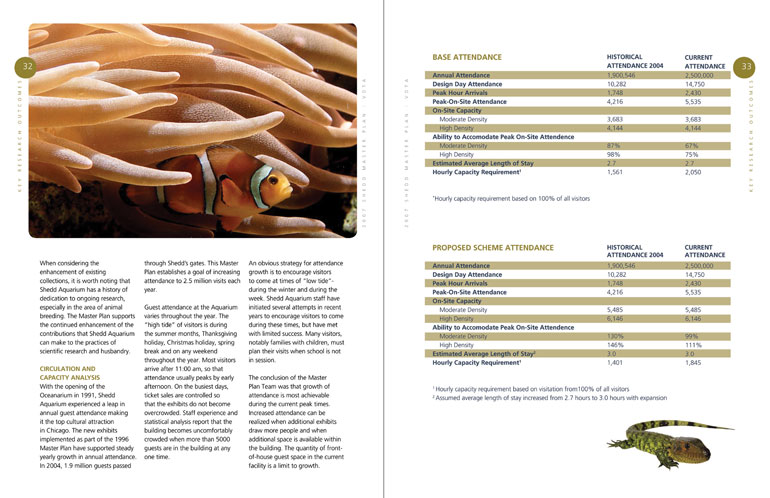 32
KEY RESEARCH OUTCOMES
2007 SHEDD MASTER PLAN
When considering the
enhancement of existing
collections, it is worth noting that
Shedd Aquarium has a history of
dedication to ongoing research,
especially in the area of animal
breeding. The Master Plan supports
the continued enhancement of the
contributions that Shedd Aquarium
can make to the practices of
scientific research and husbandry.
CIRCULATION AND
CAPACITY ANALYSIS
With the opening of the
Oceanarium in 1991, Shedd
Aquarium experienced a leap in
annual guest attendance making
it the top cultural attraction
in Chicago. The new exhibits
implemented as part of the 1996
Master Plan have supported steady
yearly growth in annual attendance.
In 2004, 1.9 million guests passed
through Shedd's gates. This Master
Plan establishes a goal of increasing
attendance to 2.5 million visits each
year.
Guest attendance at the Aquarium
varies throughout the year. The
"high tide" of visitors is during
the summer months, Thanksgiving
holiday, Christmas holiday, spring
break and on any weekend
throughout the year. Most visitors
arrive after 11:00 am, so that
attendance usually peaks by early
afternoon. On the busiest days,
ticket sales are controlled so
that the exhibits do not become
overcrowded. Staff experience and
statistical analysis report that the
building becomes uncomfortably
crowded when more than 5000
guests are in the building at any
one time.
An obvious strategy for attendance
growth is to encourage visitors
to come at times of "low tide"-
during the winter and during the
week. Shedd Aquarium staff have
initiated several attempts in recent
years to encourage visitors to come
during these times, but have met
with limited success. Many visitors,
notably families with children, must
plan their visits when school is not
in session.
The conclusion of the Master
Plan Team was that growth of
attendance is most achievable
during the current peak times.
Increased attendance can be
realized when additional exhibits
draw more people and when
additional space is available within
the building. The quantity of front-
of-house guest space in the current
facility is a limit to growth.
2007 SHEDD MASTER PLAN
33
KEY RESEARCH OUTCOMES
BASE ATTENDANCE HISTORICAL ATTENDANCE 2004 CURRENT ATTENDANCE
Annual Attendance 1,900,546 2,500,000
Design Day Attendance 10,282 14,750
Peak Hour Arrivals 1,748 2,430
Peak-On-Site Attendance 4,216 5,535
On-Site Capacity
Moderate Density 3,683 3,683
High Density 4,144 4,144
Ability to Accomodate Peak On-Site Attendence
Moderate Density 87% 67%
High Density 98% 75%
Estimated Average Length of Stay 2.7 2.7
Hourly Capacity Requirement¹ 1,561 2,050
¹Hourly capacity requirement based on 100% of all visitors
PROPOSED SCHEME ATTENDANCE HISTORICAL ATTENDANCE 2004 CURRENT ATTENDANCE
Annual Attendance 1,900,546 2,500,000
Design Day Attendance 10,282 14,750
Peak Hour Arrivals 1,748 2,430
Peak-On-Site Attendance 4,216 5,535
On-Site Capacity
Moderate Density 5,485 5,485
High Density 6,146 6,146
Ability to Accomodate Peak On-Site Attendence
Moderate Density 130% 99%
High Density 146% 111%
Estimated Average Length of Stay² 3.0 3.0
Hourly Capacity Requirement¹ 1,401 1,845
¹ Hourly capacity requirement based on visitation from100% of all visitors
² Assumed average length of stay increased from 2.7 hours to 3.0 hours with expansion